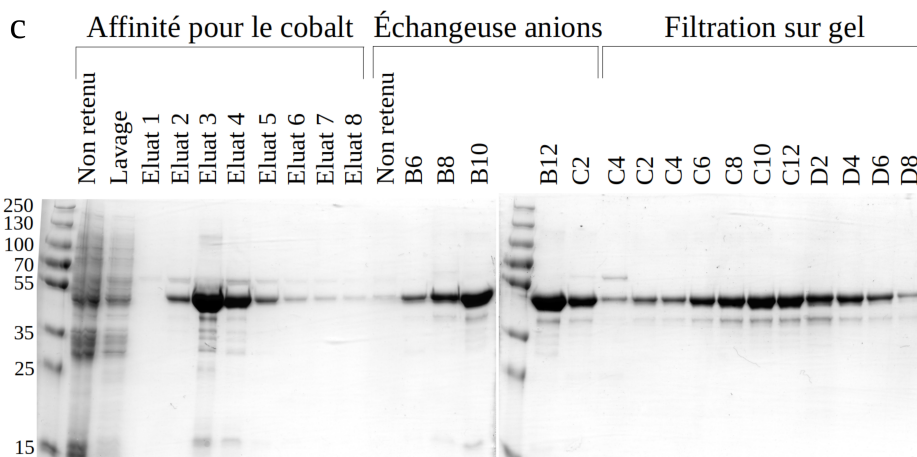 c
Affinité pour le cobalt
Échangeuse anions
Filtration sur gel
Non retenu
Lavage
Eluat 1
Eluat 2
Eluat 3
Eluat 4
Eluat 5
Eluat 6
Eluat 7
Eluat 8
Non retenu
B6
B8
B10
B12
C2
C4
C2
C4
C6
C8
C10
C12
D2
D4
D6
D8
250
130
100
70
55
35
25
15